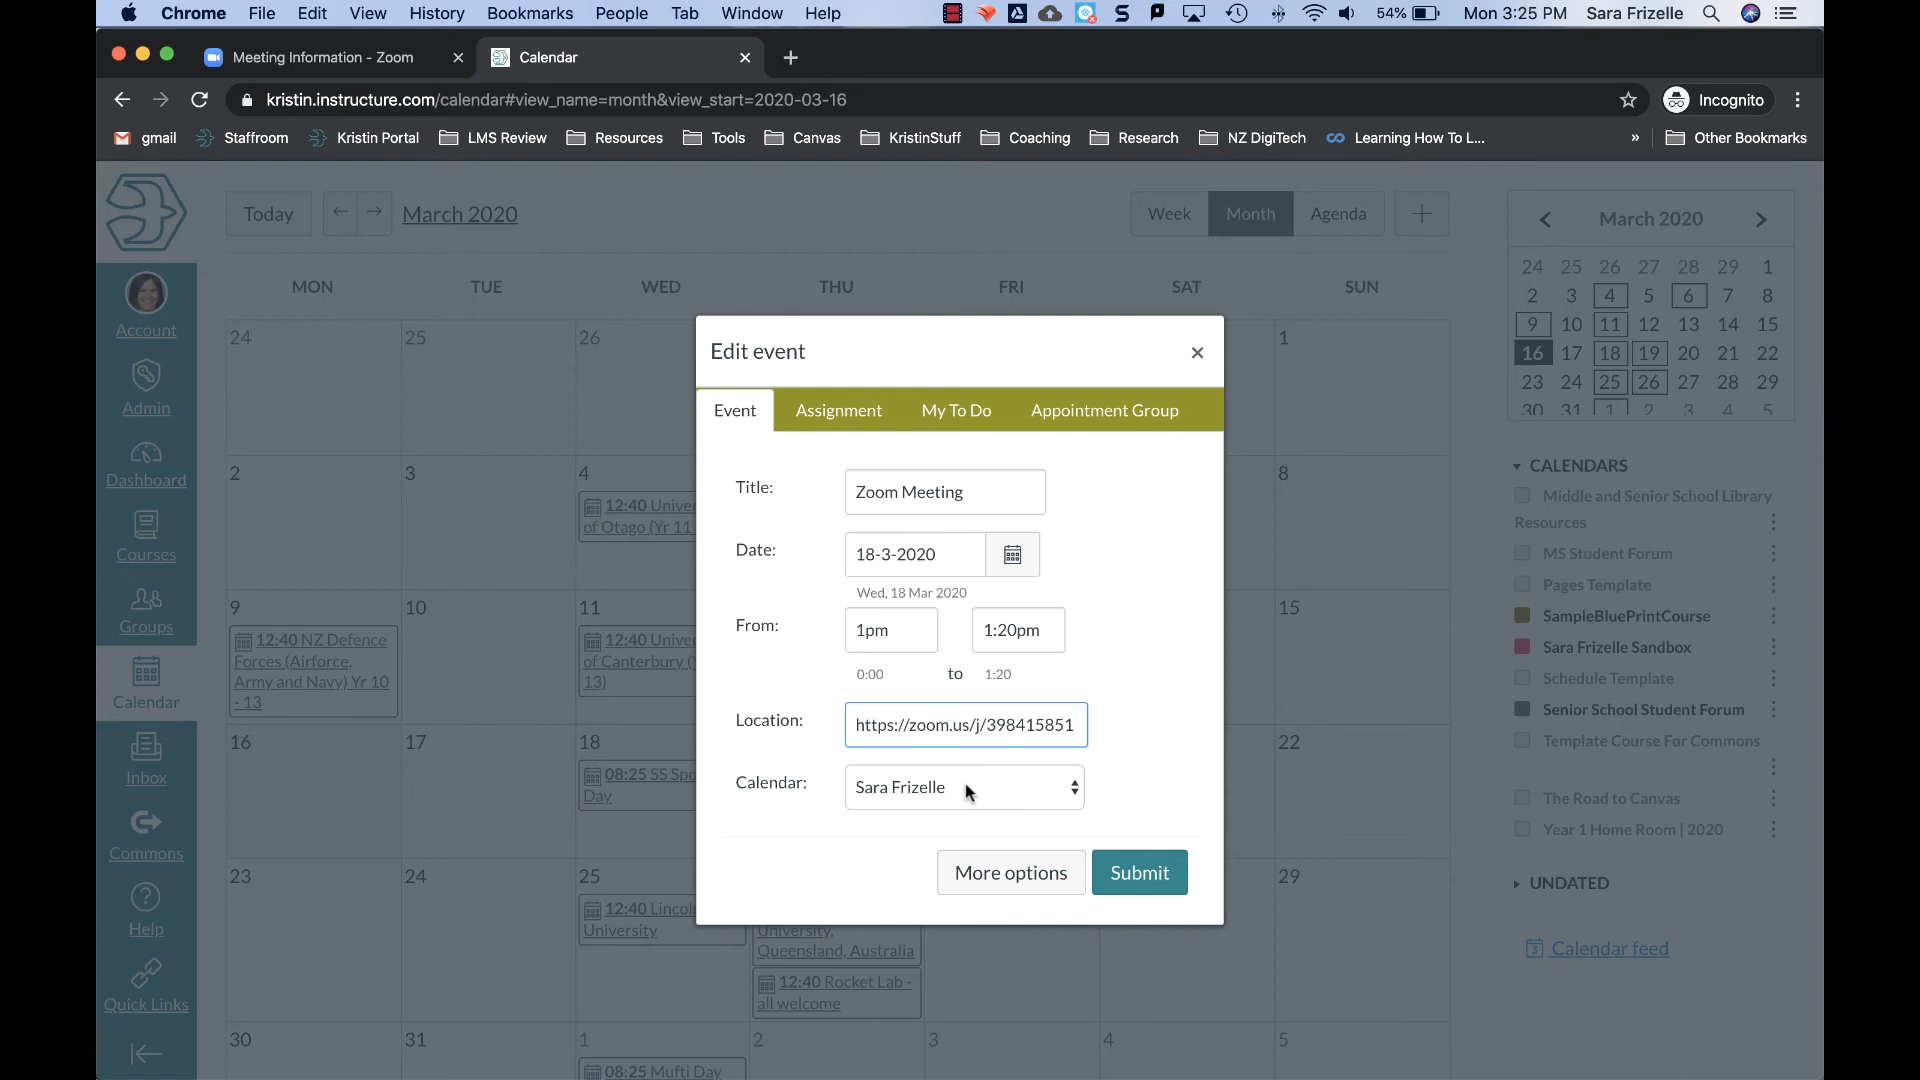 Chrome File Edit View History Bookmarks People Tab Window Help 54% Mon 3:25 PM Sara Frizelle
Meeting Information - Zoom Calendar
kristin.instructure.com/calendar#view_name=month&view_start=2020-03-16 Incognito
gmail Staffroom Kristin Portal LMS Review Resources Tools Canvas KristinStuff Coaching Research NZ DigiTech Learning How To L... » Other Bookmarks
Today ← → March 2020 Week Month Agenda +
MON TUE WED THU FRI SAT SUN
24 25 26 1
2 3 4 8
12:40 Univer
of Otago (Yr 11
9 10 11 15
12:40 NZ Defence
Forces (Airforce,
Army and Navy) Yr 10
- 13
12:40 Univer
of Canterbury (Y
13)
16 17 18 22
08:25 SS Spo
Day
23 24 25 29
12:40 Lincol
University
University,
Queensland, Australia
12:40 Rocket Lab -
all welcome
30 31 1 2 3 4 5
08:25 Mufti Day
Account
Admin
Dashboard
Courses
Groups
Calendar
Inbox
Commons
Help
Quick Links
Edit event ×
Event Assignment My To Do Appointment Group
Title: Zoom Meeting
Date: 18-3-2020
Wed, 18 Mar 2020
From: 1pm 1:20pm
0:00 to 1:20
Location: https://zoom.us/j/398415851
Calendar: Sara Frizelle
More options Submit
March 2020
24 25 26 27 28 29 1
2 3 4 5 6 7 8
9 10 11 12 13 14 15
16 17 18 19 20 21 22
23 24 25 26 27 28 29
30 31 1 2 3 4 5
CALENDARS
Middle and Senior School Library
Resources
MS Student Forum
Pages Template
SampleBluePrintCourse
Sara Frizelle Sandbox
Schedule Template
Senior School Student Forum
Template Course For Commons
The Road to Canvas
Year 1 Home Room | 2020
UNDATED
Calendar feed